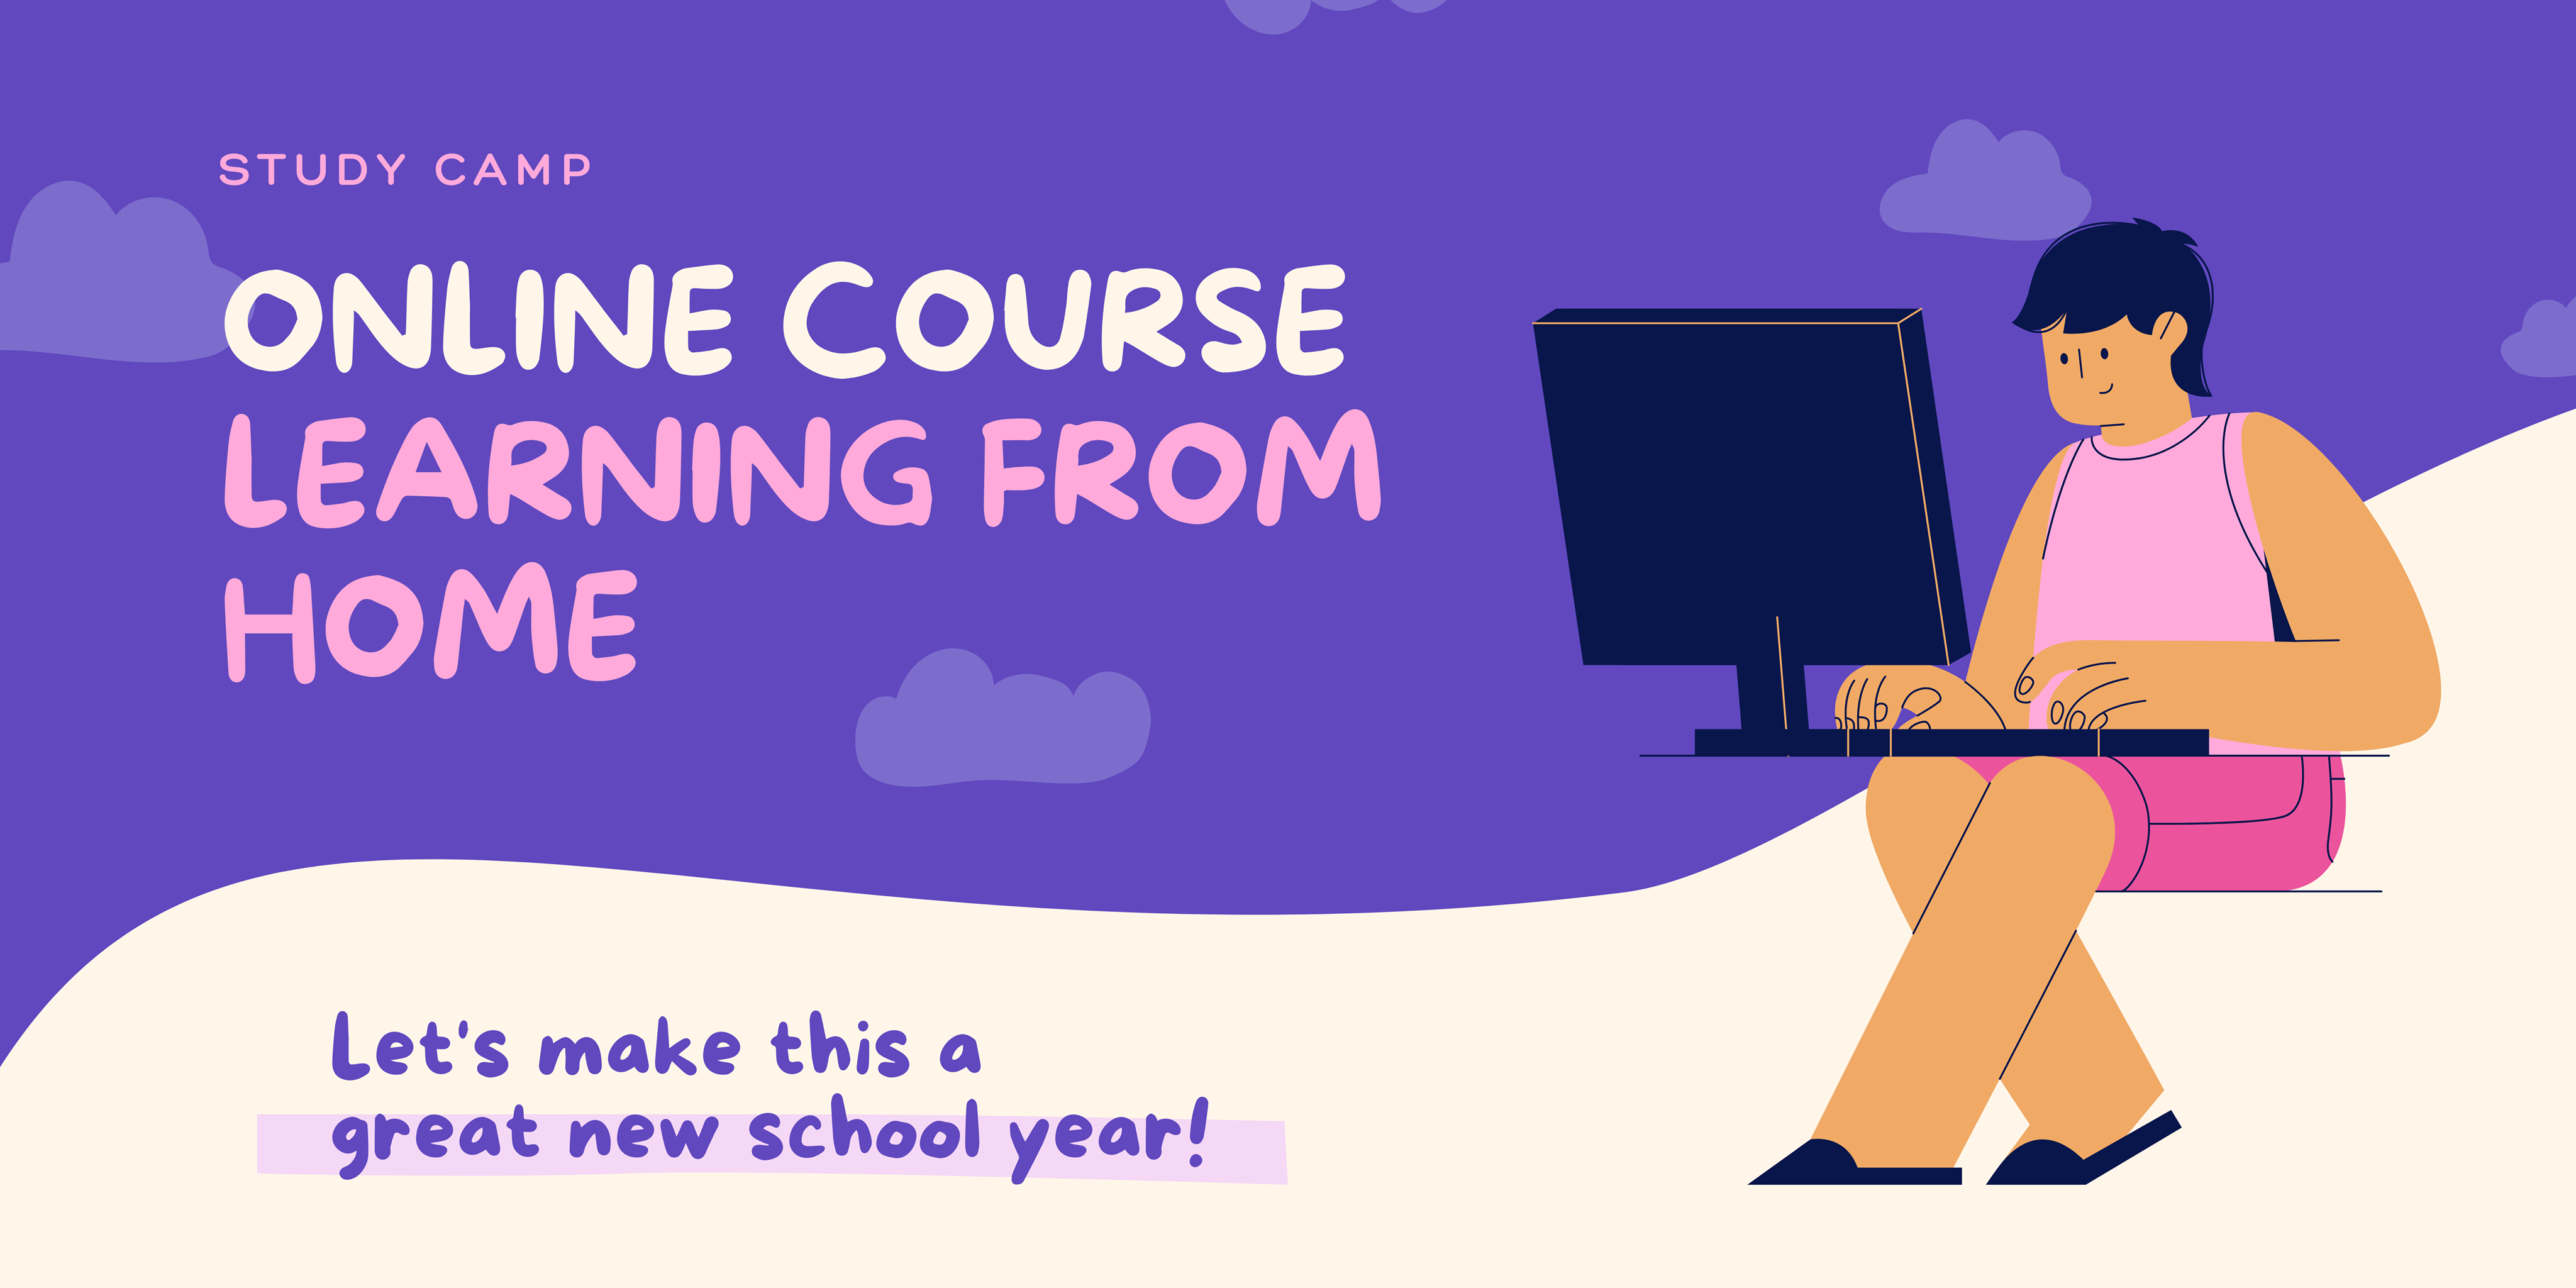 STUDY CAMP
ONLINE COURSE
LEARNING FROM
HOME
Let's make this a
great new school year!